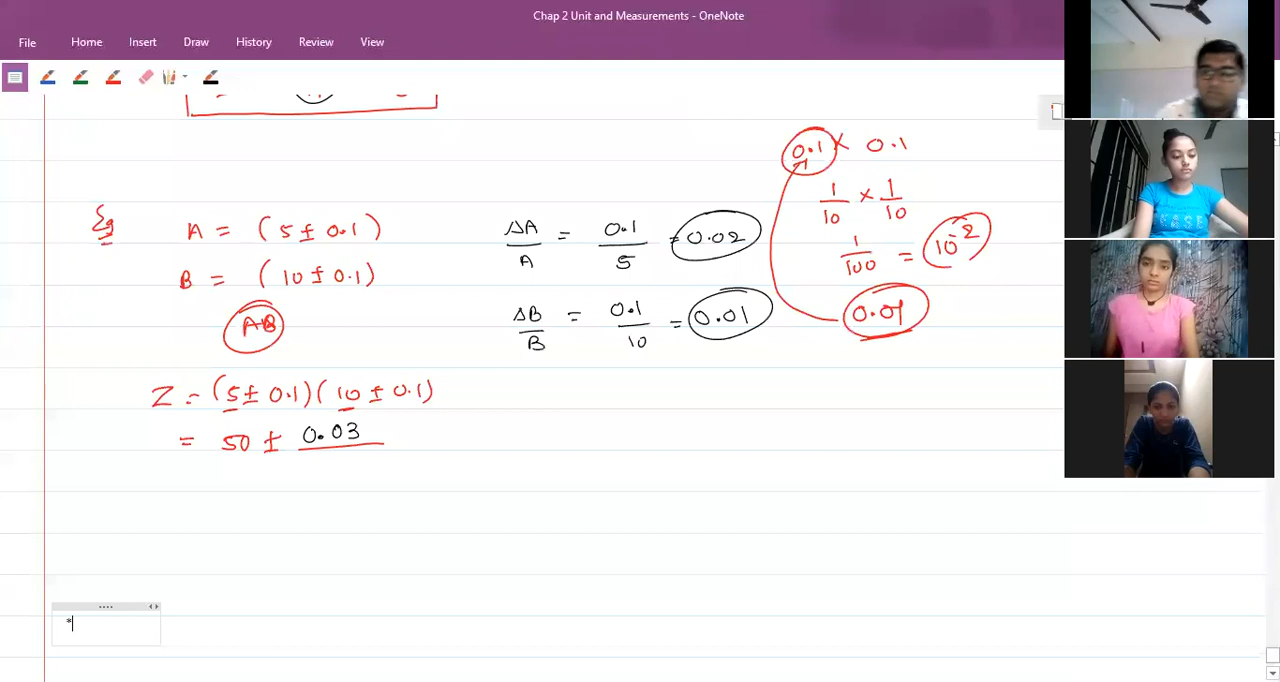 Chap 2 Unit and Measurements - OneNote
File Home Insert Draw History Review View
Eg
A = (5 ± 0.1)
B = (10 ± 0.1)
AB
Z = (5 ± 0.1)(10 ± 0.1)
= 50 ± 0.03
ΔA/A = 0.1/5 = 0.02
ΔB/B = 0.1/10 = 0.01
0.1 × 0.1
1/10 × 1/10
1/100 = 10⁻²
0.01
*